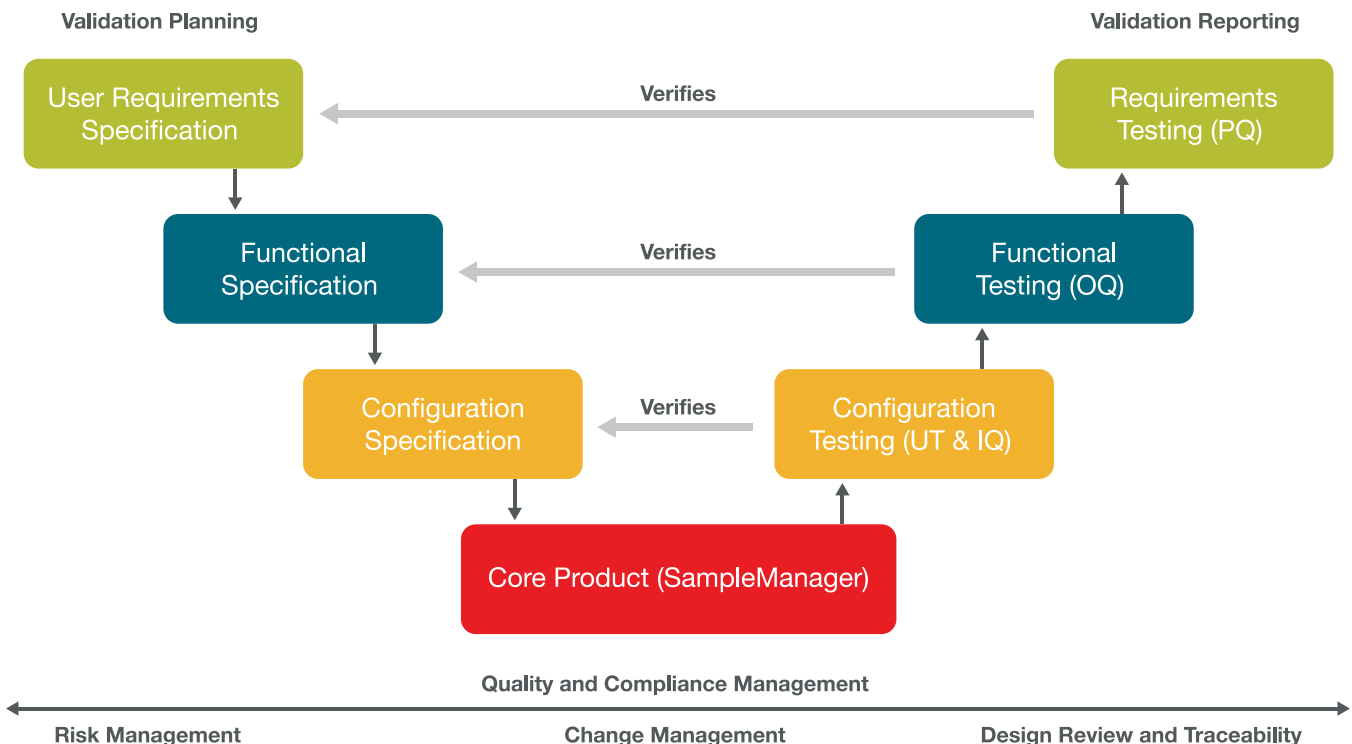 Validation Planning
Validation Reporting
User Requirements
Specification
Verifies
Requirements
Testing (PQ)
Functional
Specification
Verifies
Functional
Testing (OQ)
Configuration
Specification
Verifies
Configuration
Testing (UT & IQ)
Core Product (SampleManager)
Quality and Compliance Management
Risk Management
Change Management
Design Review and Traceability